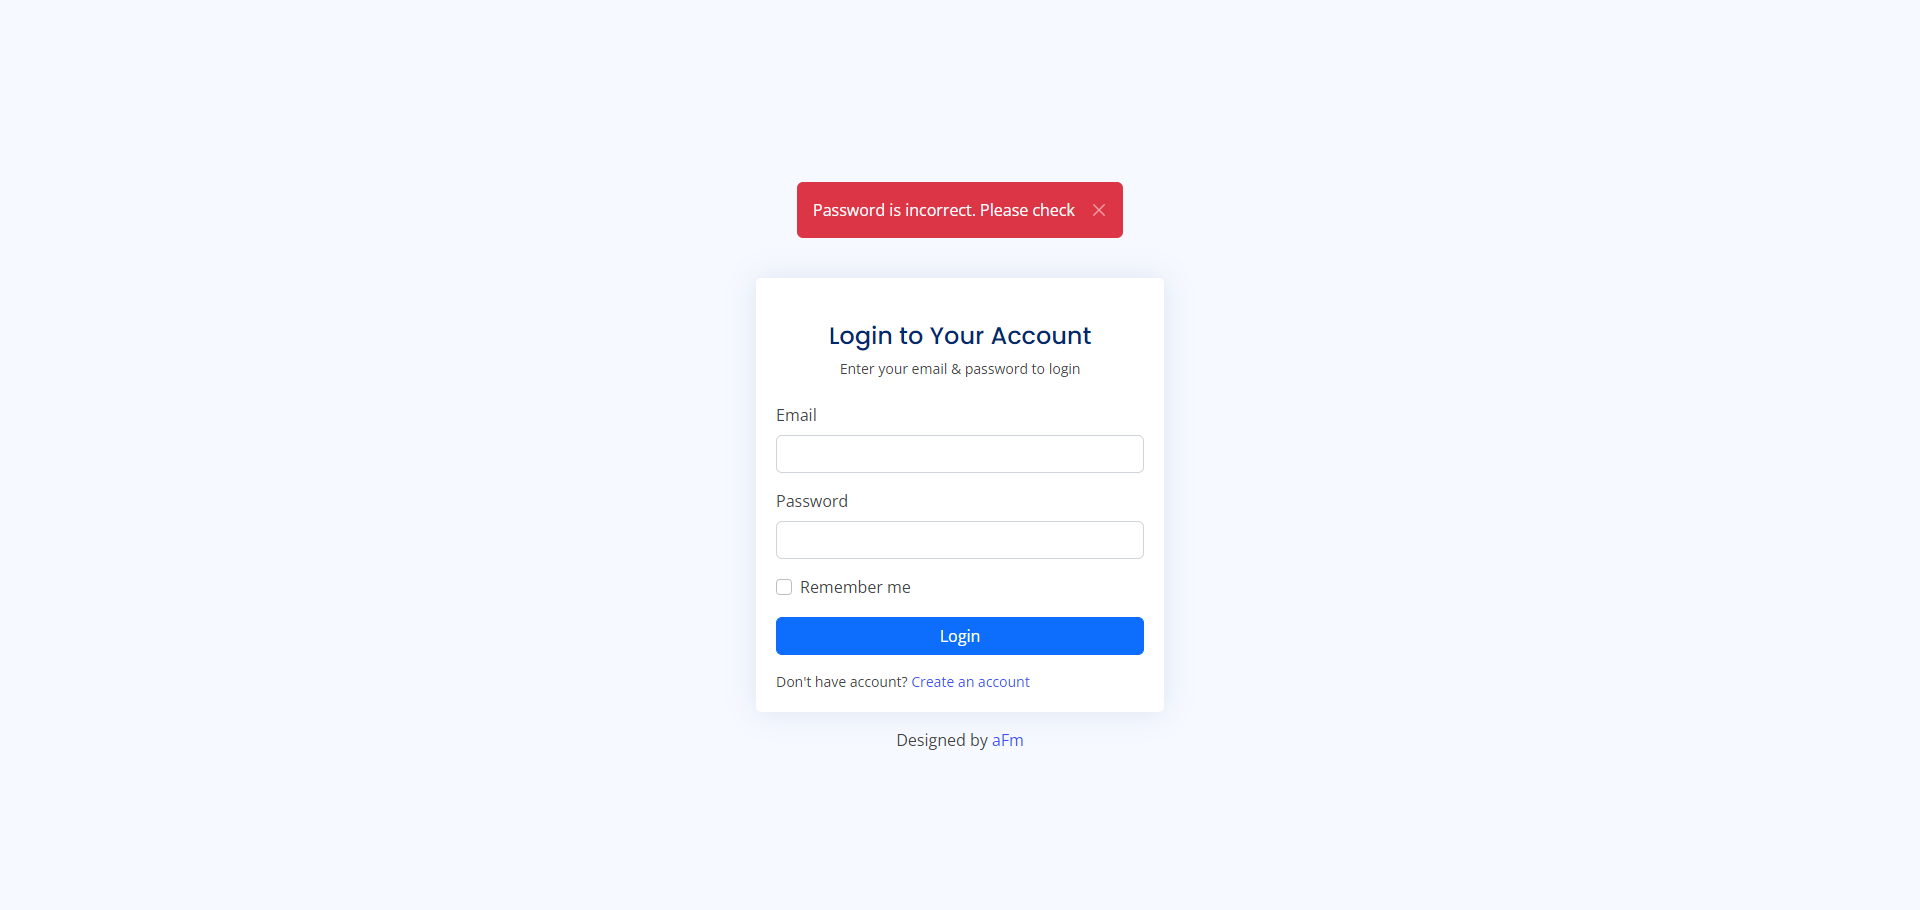 Password is incorrect. Please check
Login to Your Account
Enter your email & password to login
Email
Password
Remember me
Login
Don't have account? Create an account
Designed by aFm